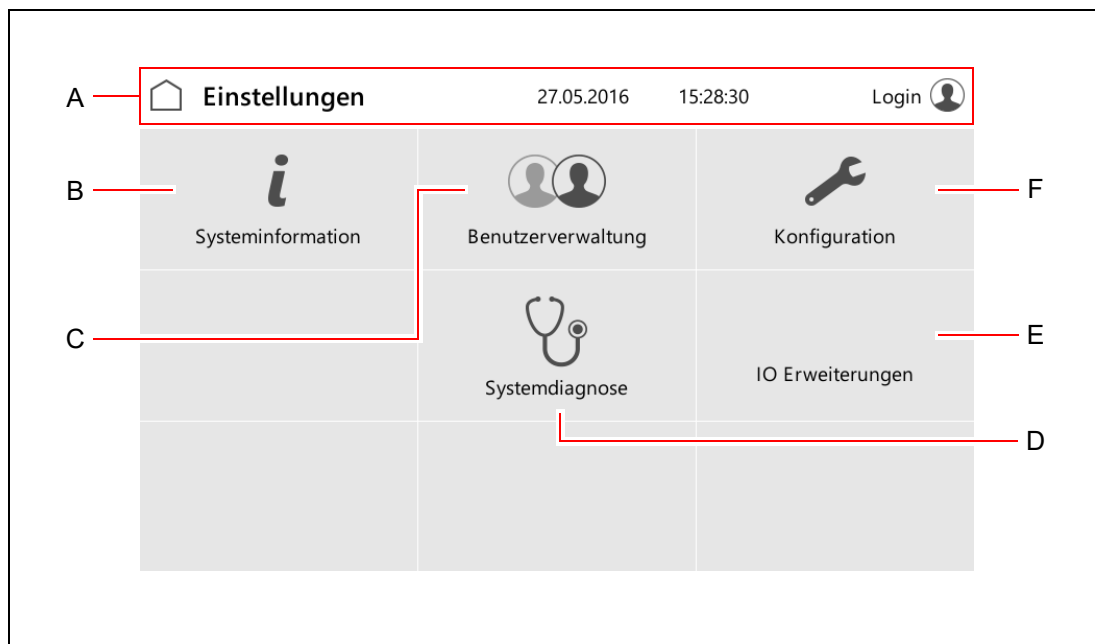 A Einstellungen 27.05.2016 15:28:30 Login
B F
Systeminformation Benutzerverwaltung Konfiguration
C E
IO Erweiterungen
Systemdiagnose
D